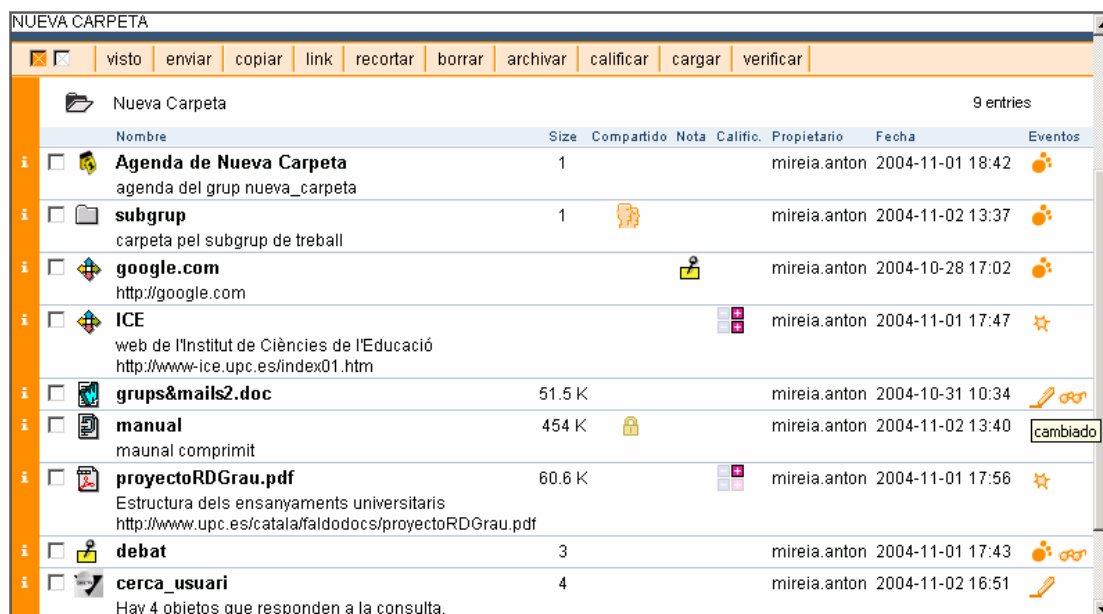 NUEVA CARPETA
visto enviar copiar link recortar borrar archivar calificar cargar verificar
Nueva Carpeta 9 entries
Nombre Size Compartido Nota Calific. Propietario Fecha Eventos
Agenda de Nueva Carpeta 1 mireia.anton 2004-11-01 18:42
agenda del grup nueva_carpeta
subgrup 1 mireia.anton 2004-11-02 13:37
carpeta pel subgrup de treball
google.com mireia.anton 2004-10-28 17:02
http://google.com
ICE mireia.anton 2004-11-01 17:47
web de l'Institut de Ciències de l'Educació
http://www-ice.upc.es/index01.htm
grups&mails2.doc 51.5 K mireia.anton 2004-10-31 10:34
manual 454 K mireia.anton 2004-11-02 13:40 cambiado
maunal comprimit
proyectoRDGrau.pdf 60.6 K mireia.anton 2004-11-01 17:56
Estructura dels ensanyaments universitaris
http://www.upc.es/catala/faldodocs/proyectoRDGrau.pdf
debat 3 mireia.anton 2004-11-01 17:43
cerca_usuari 4 mireia.anton 2004-11-02 16:51
Hay 4 objetos que responden a la consulta.